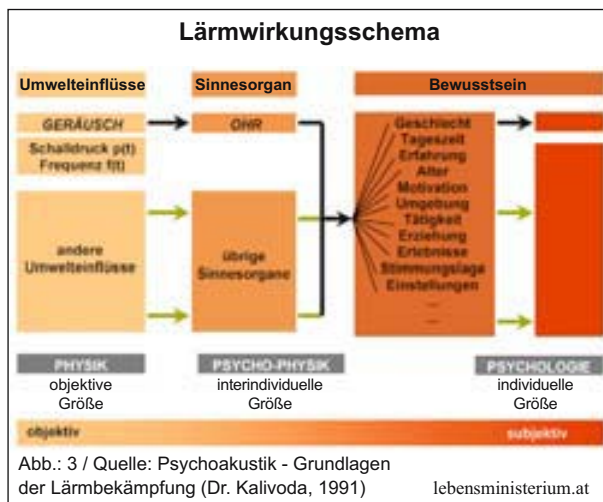 Lärmwirkungsschema
Umwelteinflüsse
Sinnesorgan
Bewusstsein
GERÄUSCH
OHR
Schalldruck p(t)
Frequenz f(t)
andere
Umwelteinflüsse
übrige
Sinnesorgane
Geschlecht
Tageszeit
Erfahrung
Alter
Motivation
Umgebung
Tätigkeit
Erziehung
Erlebnisse
Stimmungslage
Einstellungen
...
...
PHYSIK
objektive
Größe
PSYCHO-PHYSIK
interindividuelle
Größe
PSYCHOLOGIE
individuelle
Größe
objektiv
subjektiv
Abb.: 3 / Quelle: Psychoakustik - Grundlagen
der Lärmbekämpfung (Dr. Kalivoda, 1991)
lebensministerium.at